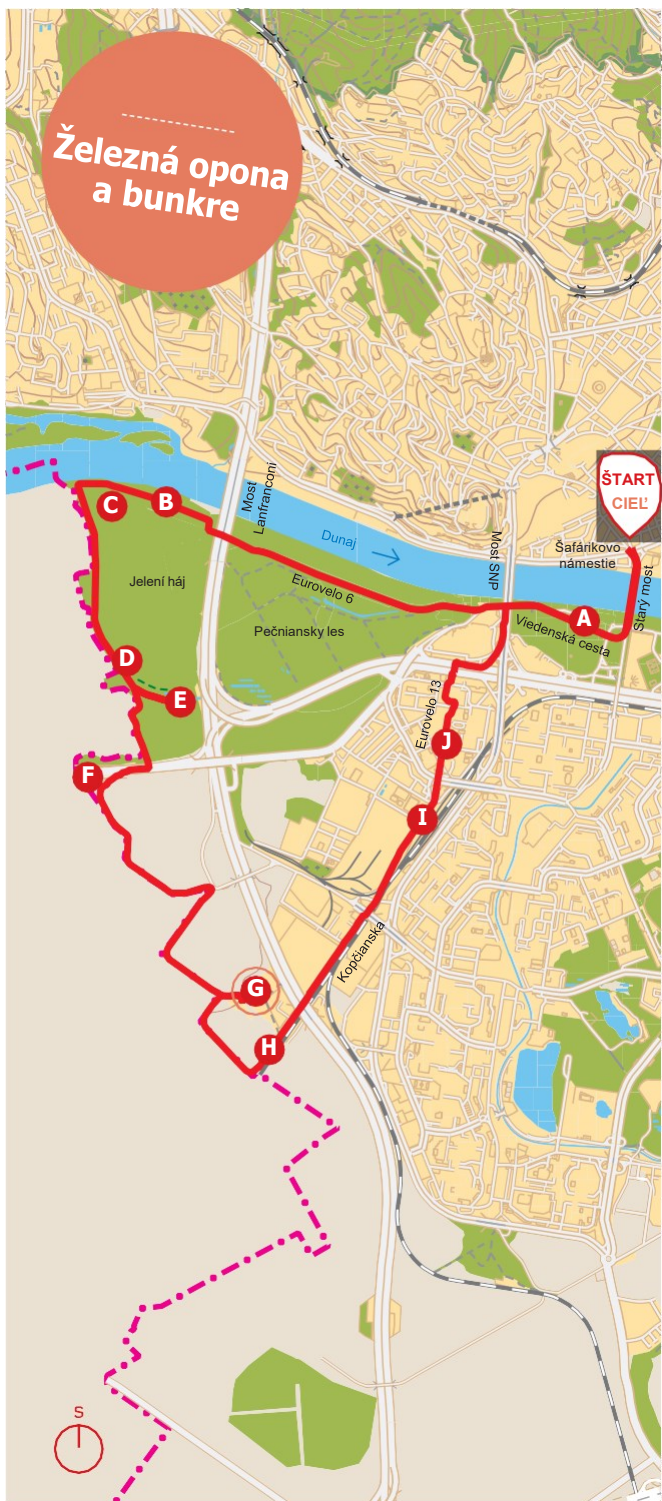 Železná opona
a bunkre
ŠTART
CIEĽ
Šafárikovo
námestie
Starý most
Most
Lanfranconi
Most SNP
Dunaj
C
B
Jelení háj
Eurovelo 6
Pečniansky les
A
Viedenská cesta
D
E
Eurovelo 13
J
F
I
Kopčianska
G
H
S